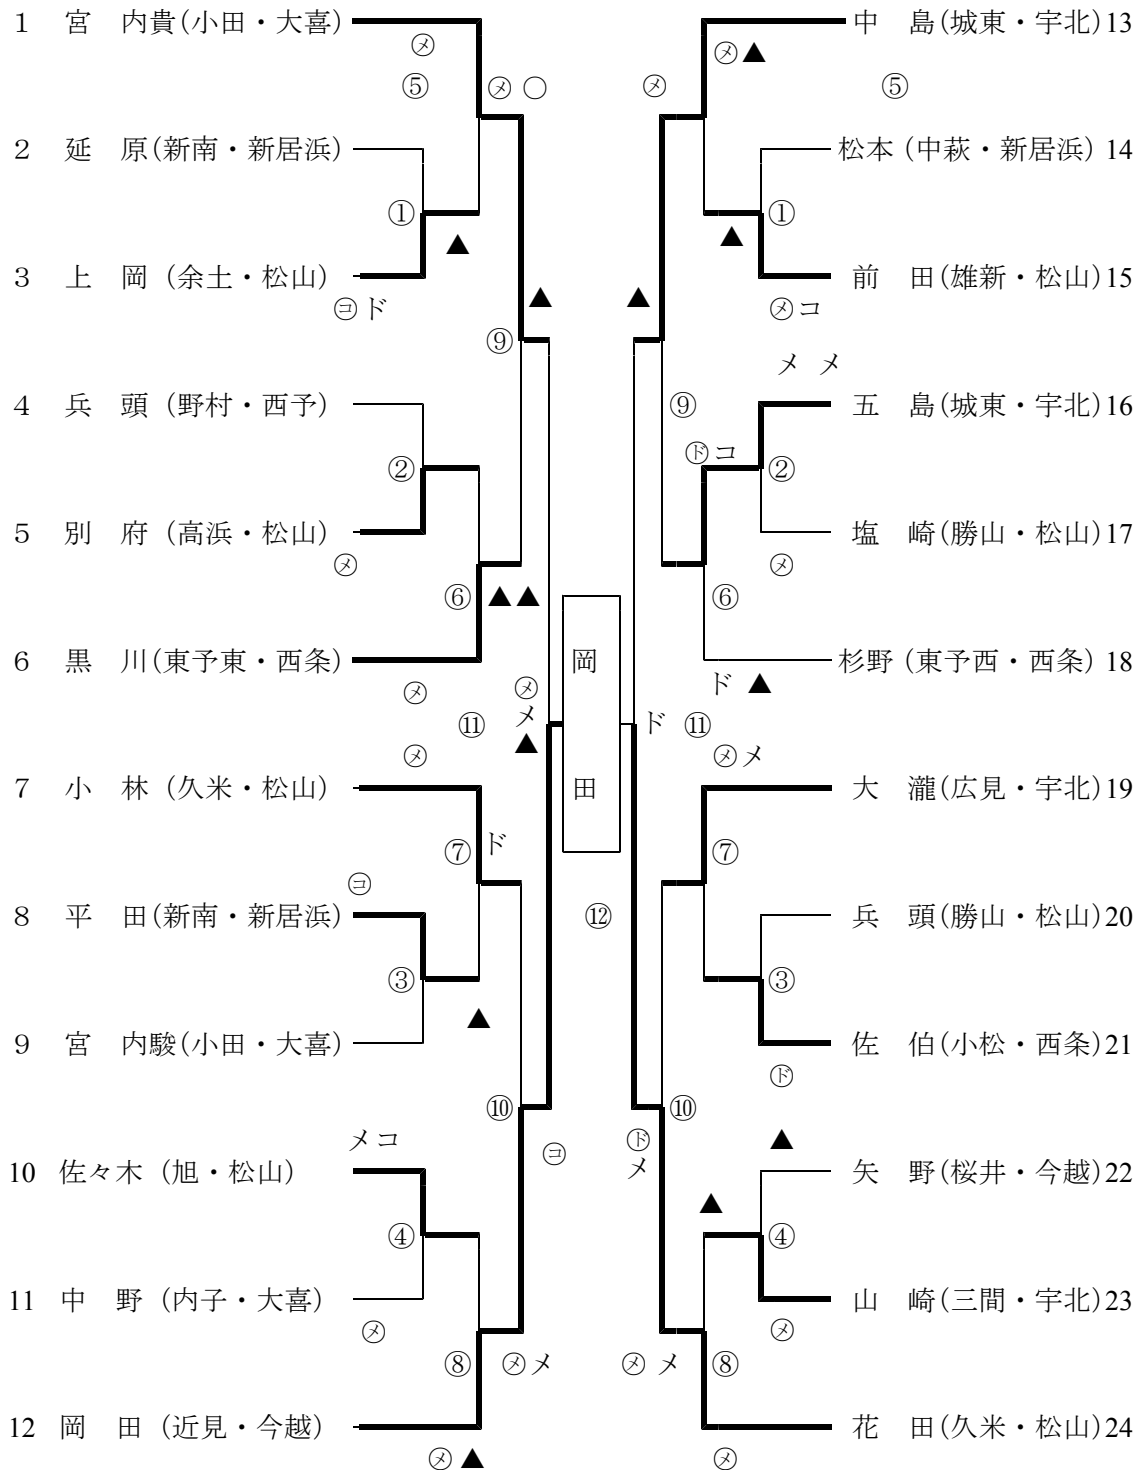 1 宮 内貴(小田・大喜)
中 島(城東・宇北)13
㋱
㋱▲
⑤
㋱ ○
㋱
⑤
2 延 原(新南・新居浜)
松本 (中萩・新居浜) 14
①
①
▲
▲
3 上 岡 (余土・松山)
前 田(雄新・松山)15
㋙ド
㋱コ
▲
▲
⑨
メ メ
4 兵 頭 (野村・西予)
⑨
五 島(城東・宇北)16
②
㋣コ
②
5 別 府 (高浜・松山)
塩 崎(勝山・松山)17
㋱
㋱
⑥
▲▲
⑥
6 黒 川(東予東・西条)
岡
杉野 (東予西・西条) 18
㋱
㋱
ド ▲
⑪
メ
ド
⑪
▲
㋱
㋱メ
7 小 林 (久米・松山)
田
大 瀧(広見・宇北)19
⑦
ド
⑦
㋙
8 平 田(新南・新居浜)
⑫
兵 頭(勝山・松山)20
③
③
▲
9 宮 内駿(小田・大喜)
佐 伯(小松・西条)21
㋣
⑩
⑩
メコ
㋙
㋣
▲
メ
10 佐々木 (旭・松山)
矢 野(桜井・今越)22
▲
④
④
11 中 野 (内子・大喜)
山 崎(三間・宇北)23
㋱
㋱
⑧
㋱メ
㋱ メ
⑧
12 岡 田 (近見・今越)
花 田(久米・松山)24
㋱▲
㋱